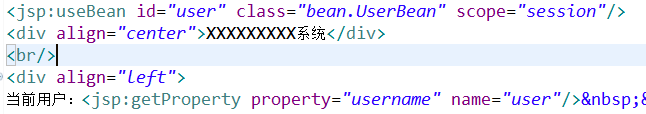 <jsp:useBean id="user" class="bean.UserBean" scope="session"/>
<div align="center">XXXXXXXXX系统</div>
<br/>
<div align="left">
当前用户：<jsp:getProperty property="username" name="user"/>&nbsp;&